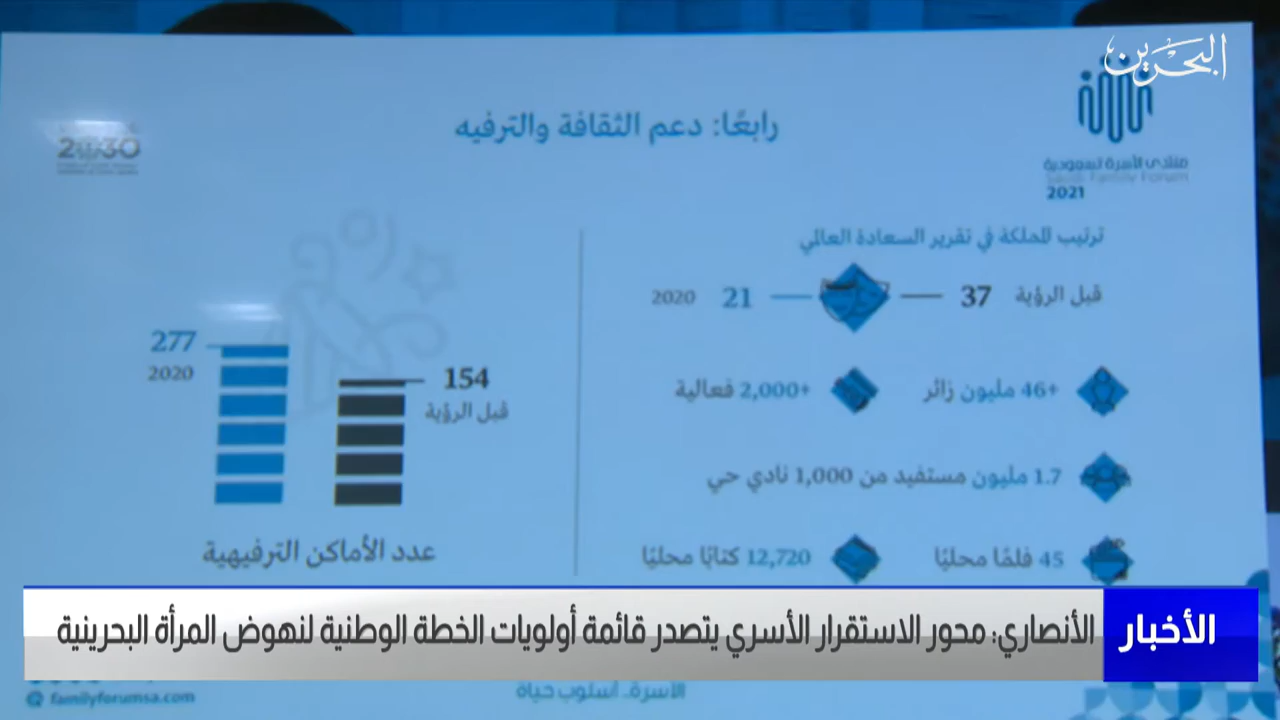 البحرين
منتدى الأسرة السعودية
Saudi Family Forum
2021
2030
رابعًا: دعم الثقافة والترفيه
ترتيب المملكة في تقرير السعادة العالمي
قبل الرؤية 37
21 2020
+46 مليون زائر
+2,000 فعالية
1.7 مليون مستفيد من 1,000 نادي حي
45 فلمًا محليًا
12,720 كتابًا محليًا
277
2020
154
قبل الرؤية
عدد الأماكن الترفيهية
الأخبار
الأنصاري: محور الاستقرار الأسري يتصدر قائمة أولويات الخطة الوطنية لنهوض المرأة البحرينية
الأسرة.. أسلوب حياة
familyforumsa.com